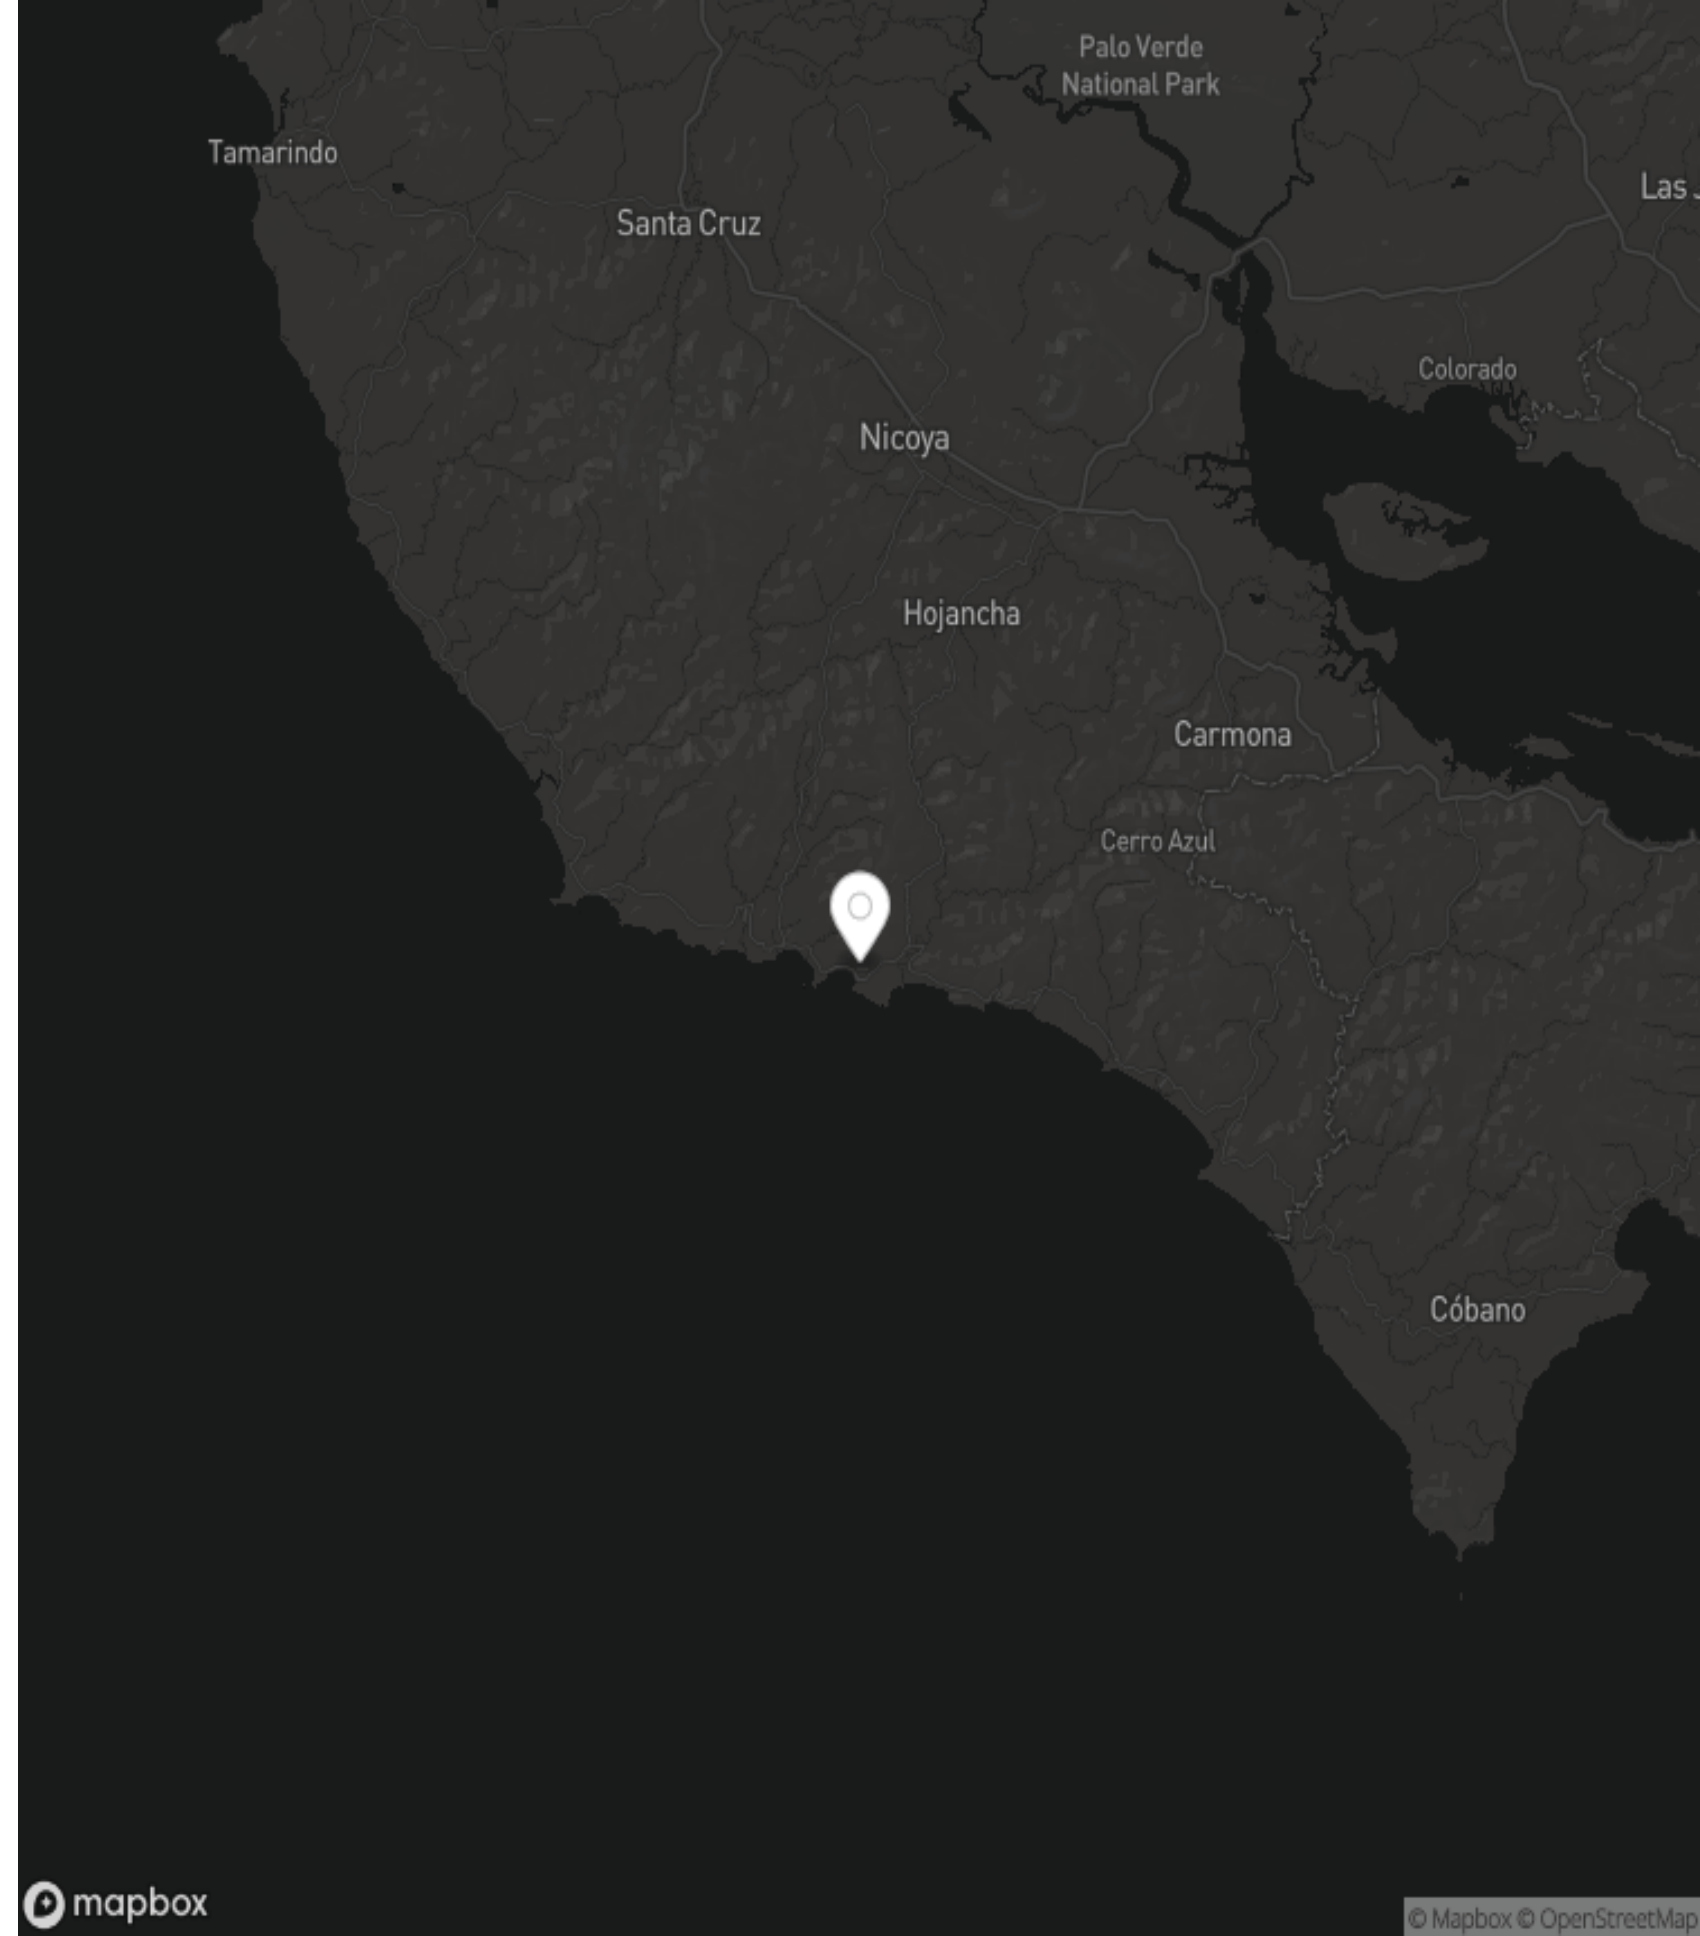 Palo Verde
National Park
Tamarindo
Las J
Santa Cruz
Colorado
Nicoya
Hojancha
Carmona
Cerro Azul
Cóbano
mapbox
© Mapbox © OpenStreetMap